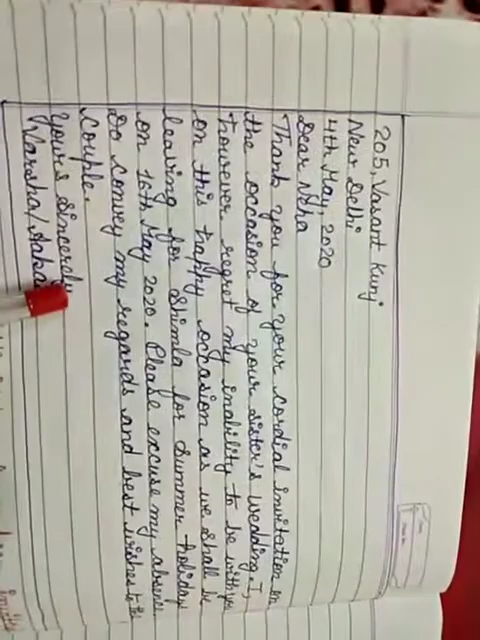 205, Vasant Kunj
New Delhi
4th May, 2020
Dear Neha
Thank you for your cordial invitation on
the occasion of your sister's wedding. I,
however regret my inability to be with you
on this happy occasion as we shall be
leaving for Shimla for summer holiday
on 16th May 2020. Please excuse my absence
Do convey my regards and best wishes to the
couple.
Yours Sincerely
Varsha/